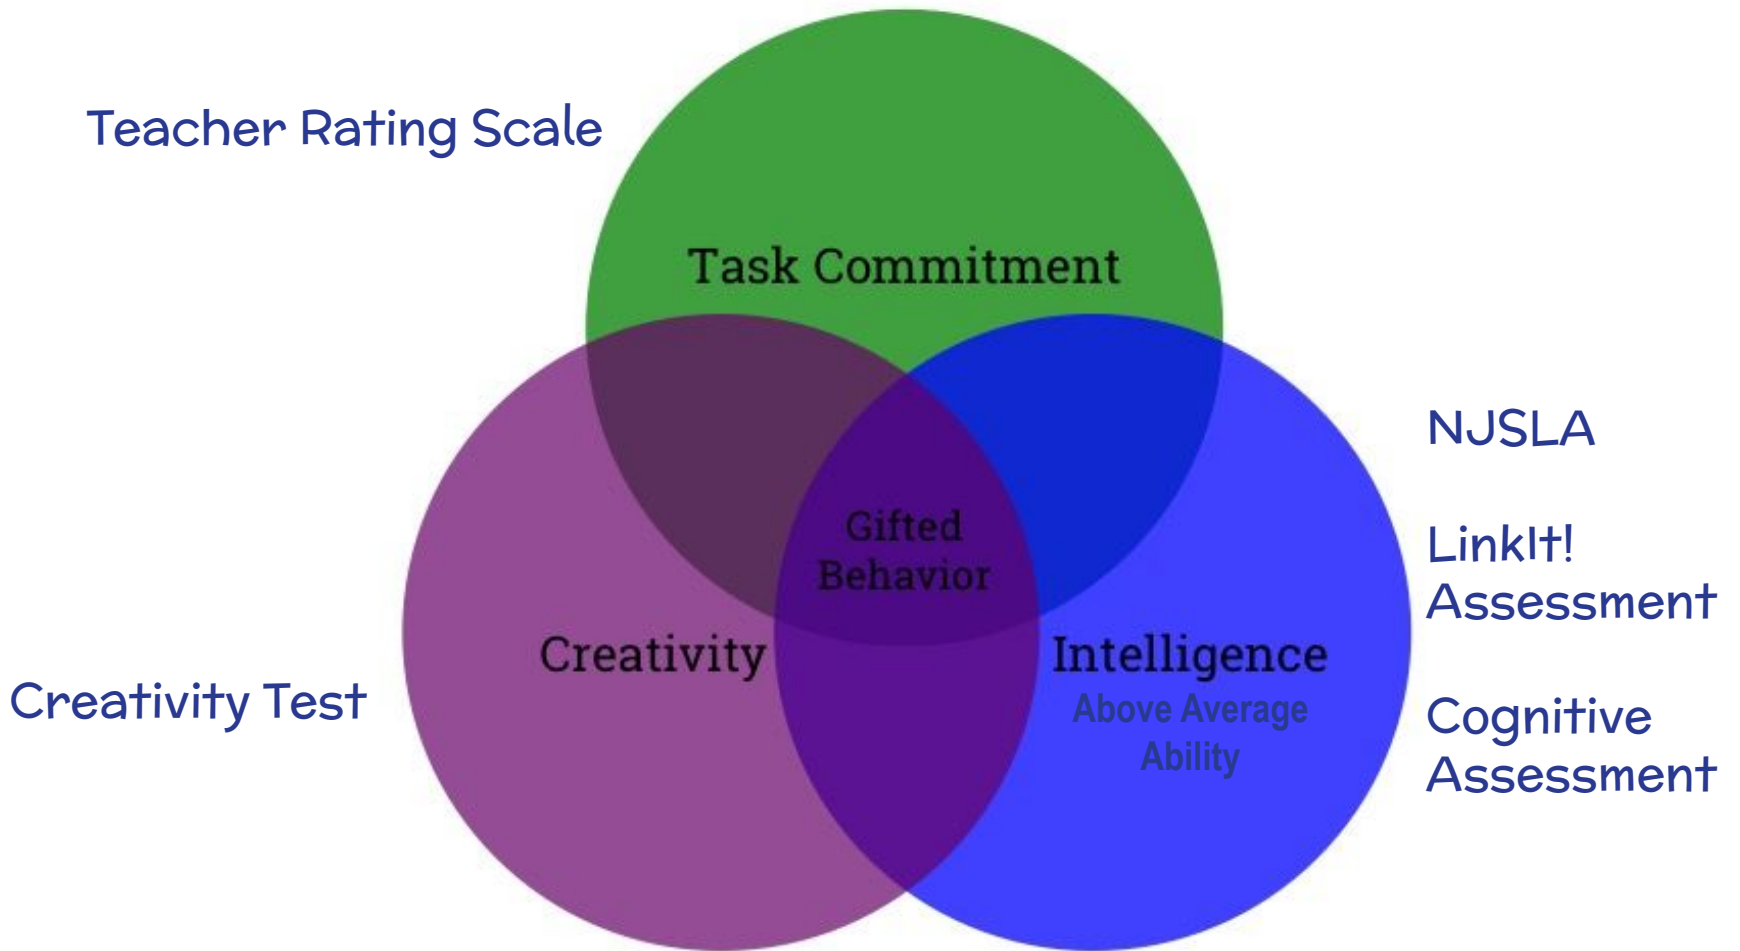 Teacher Rating Scale
Task Commitment
NJSLA
Gifted
Behavior
LinkIt!
Assessment
Creativity
Intelligence
Above Average
Ability
Creativity Test
Cognitive
Assessment